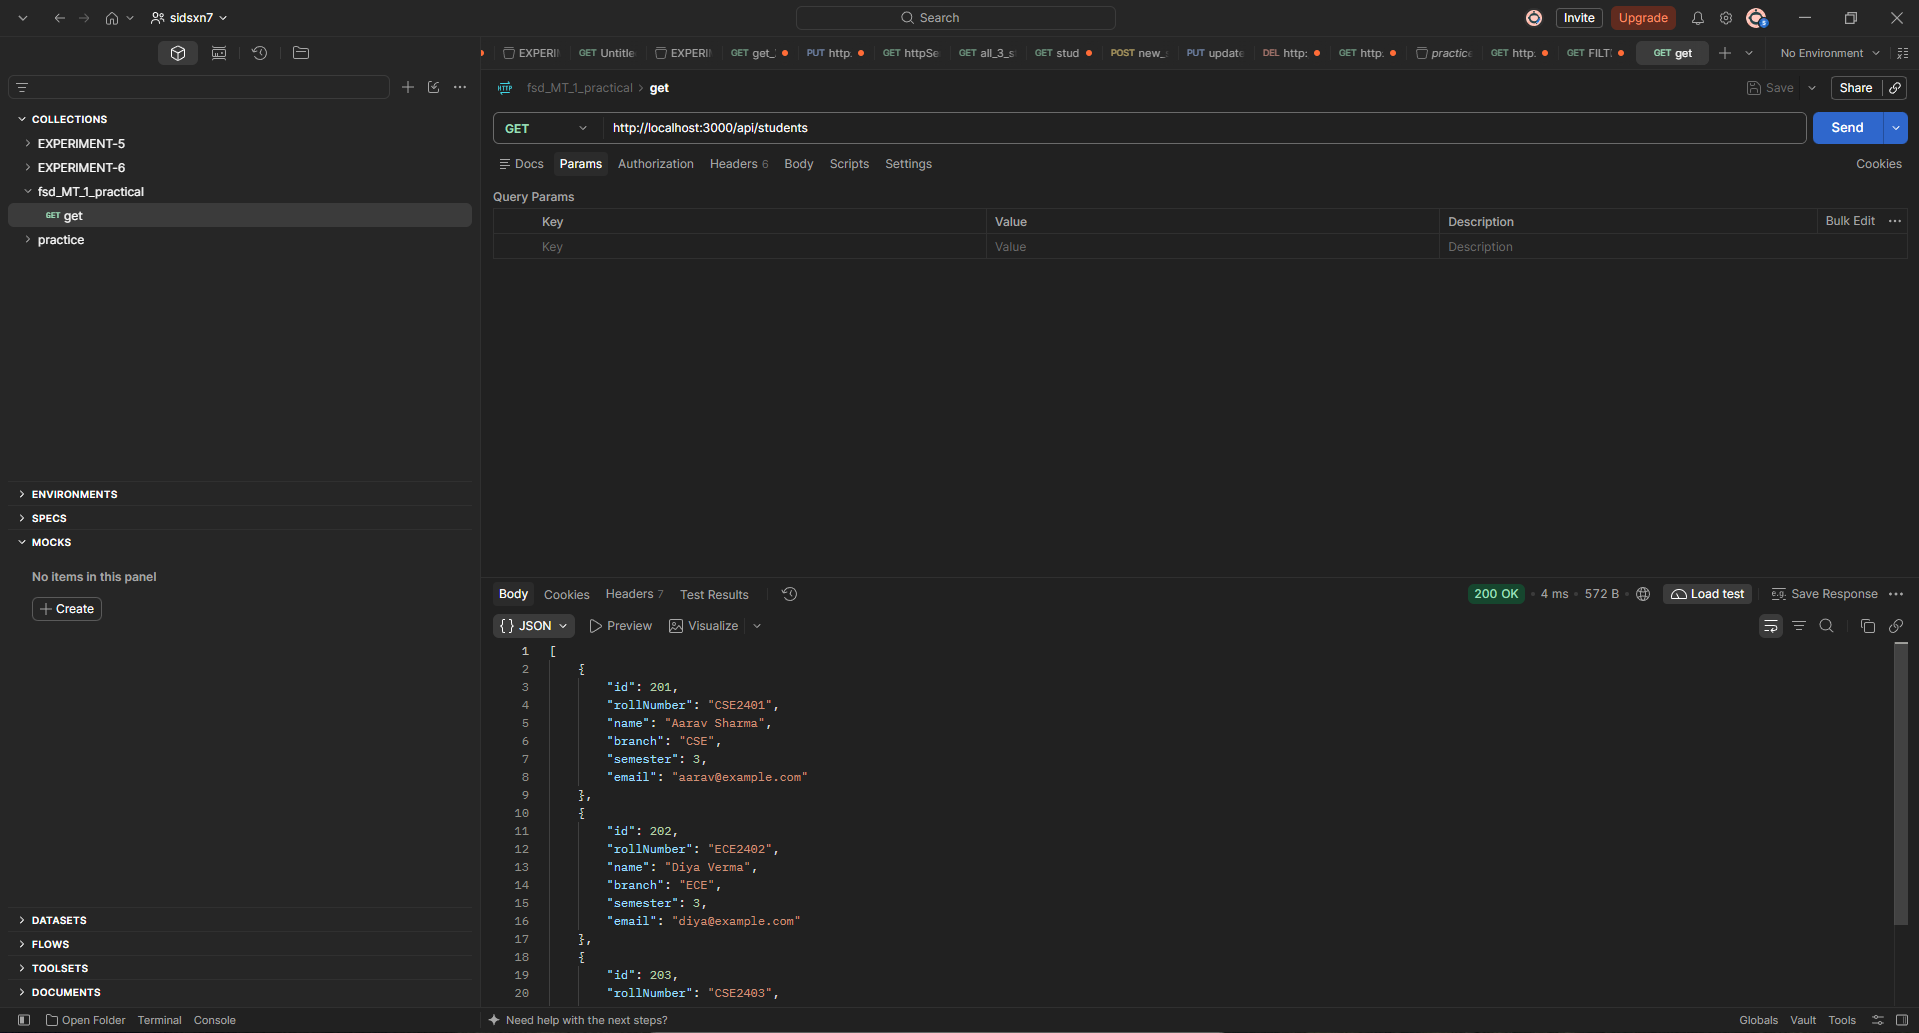 sidsxn7
Search
Invite
Upgrade
EXPERI
GET Untitle
EXPERI
GET get_
PUT http.
GET httpSe
GET all_3_s
GET stud
POST new_
PUT update
DEL http:
GET http.
practice
GET http.
GET FILT
GET get
No Environment
fsd_MT_1_practical > get
Save
Share
COLLECTIONS
EXPERIMENT-5
EXPERIMENT-6
fsd_MT_1_practical
GET get
practice
GET
http://localhost:3000/api/students
Send
Docs Params Authorization Headers 6 Body Scripts Settings
Cookies
Query Params
Key Value Description Bulk Edit
Key Value Description
ENVIRONMENTS
SPECS
MOCKS
No items in this panel
Create
DATASETS
FLOWS
TOOLSETS
DOCUMENTS
Body Cookies Headers 7 Test Results
200 OK • 4 ms • 572 B • Load test e.g. Save Response
{} JSON Preview Visualize
1 [
2 {
3 "id": 201,
4 "rollNumber": "CSE2401",
5 "name": "Aarav Sharma",
6 "branch": "CSE",
7 "semester": 3,
8 "email": "aarav@example.com"
9 },
10 {
11 "id": 202,
12 "rollNumber": "ECE2402",
13 "name": "Diya Verma",
14 "branch": "ECE",
15 "semester": 3,
16 "email": "diya@example.com"
17 },
18 {
19 "id": 203,
20 "rollNumber": "CSE2403",
Open Folder Terminal Console
Need help with the next steps?
Globals Vault Tools